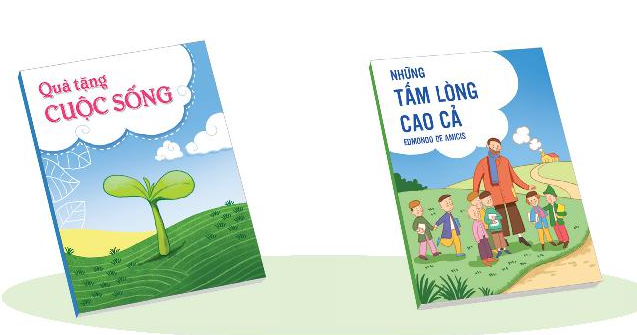 Quà tặng
CUỘC SỐNG
NHỮNG
TẤM LÒNG
CAO CẢ
EDMONDO DE AMICIS